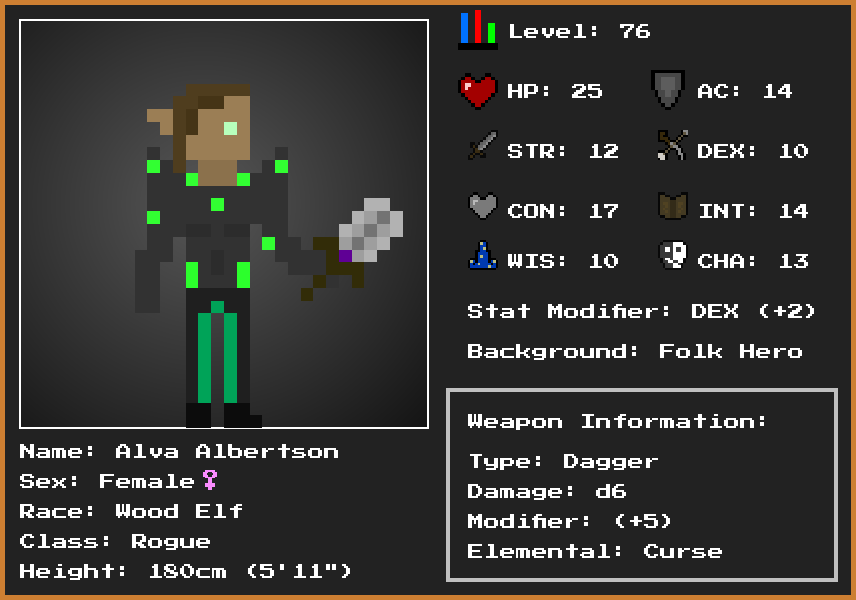 Level: 76
HP: 25
AC: 14
STR: 12
DEX: 10
CON: 17
INT: 14
WIS: 10
CHA: 13
Stat Modifier: DEX (+2)
Background: Folk Hero
Weapon Information:
Type: Dagger
Damage: d6
Modifier: (+5)
Elemental: Curse
Name: Alva Albertson
Sex: Female♀
Race: Wood Elf
Class: Rogue
Height: 180cm (5'11")